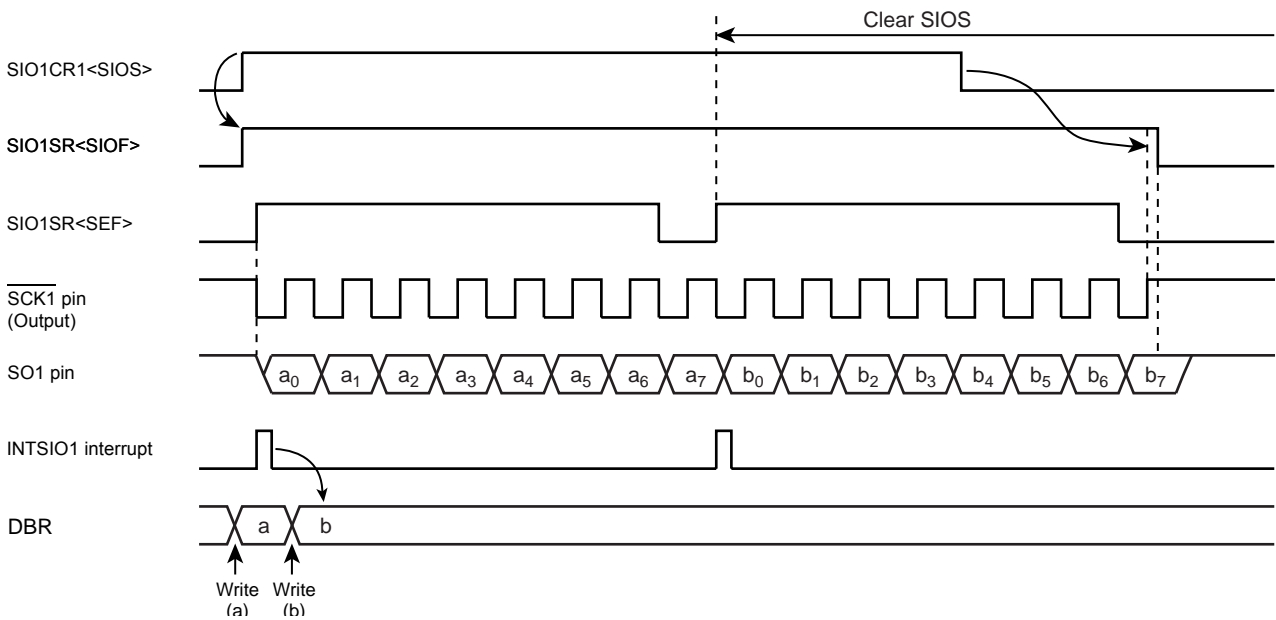 Clear SIOS
SIO1CR1<SIOS>
SIO1SR<SIOF>
SIO1SR<SEF>
SCK1 pin
(Output)
SO1 pin
a0 a1 a2 a3 a4 a5 a6 a7 b0 b1 b2 b3 b4 b5 b6 b7
INTSIO1 interrupt
DBR
a b
Write Write
(a) (b)